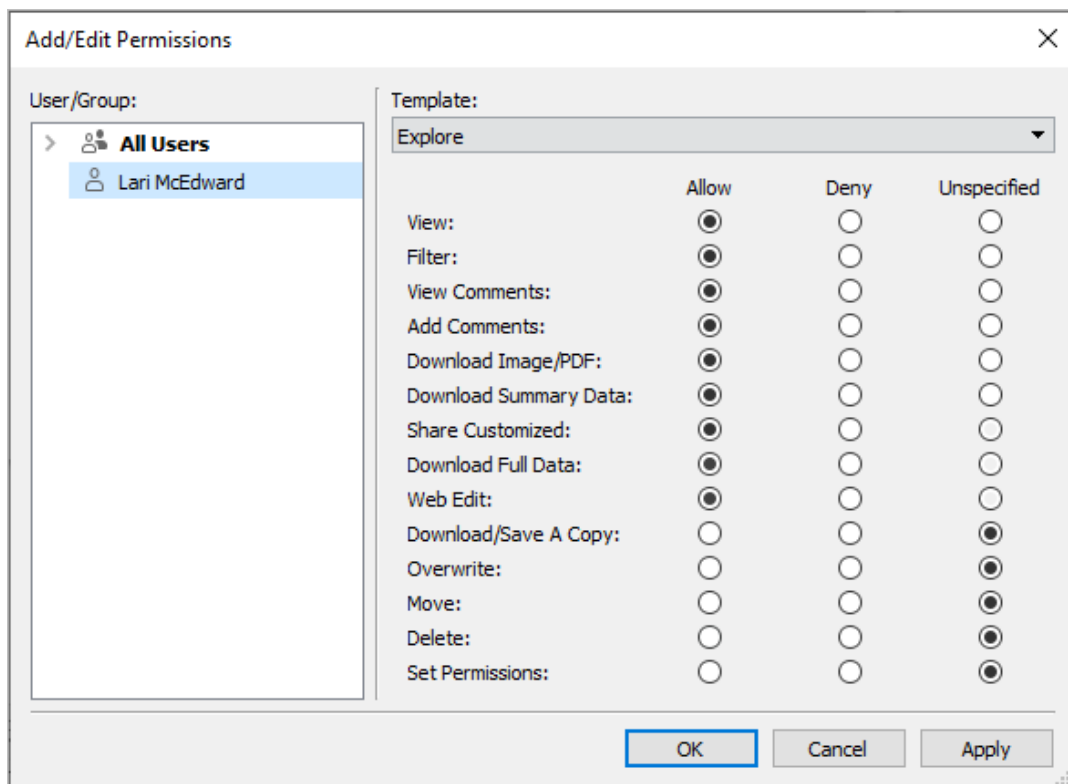 Add/Edit Permissions
User/Group:
All Users
Lari McEdward
Template:
Explore
Allow Deny Unspecified
View:
Filter:
View Comments:
Add Comments:
Download Image/PDF:
Download Summary Data:
Share Customized:
Download Full Data:
Web Edit:
Download/Save A Copy:
Overwrite:
Move:
Delete:
Set Permissions:
OK Cancel Apply